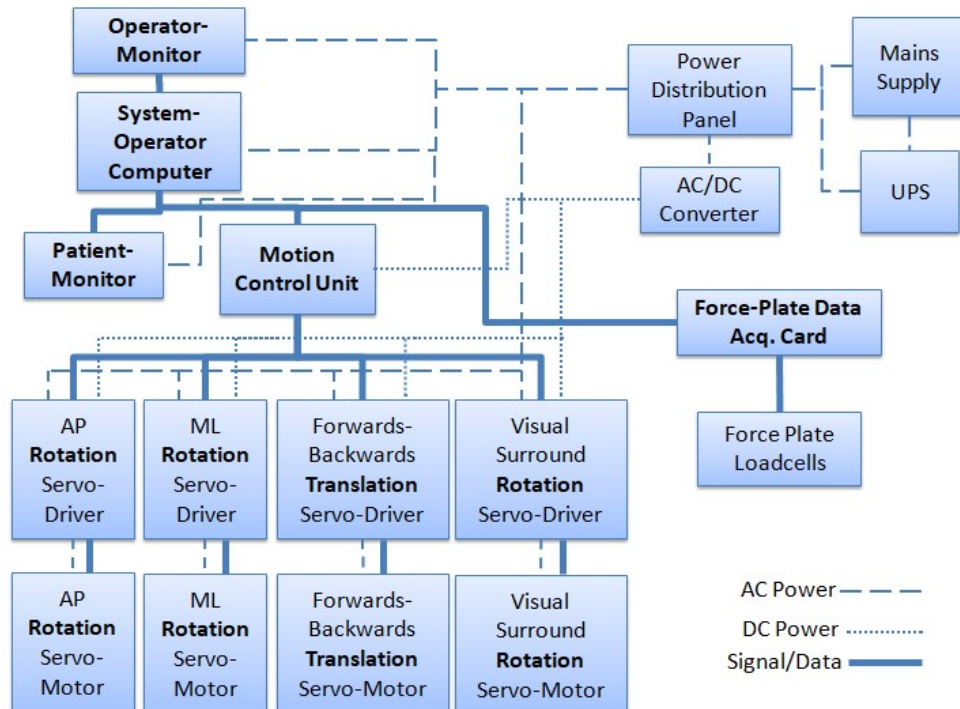 Operator-
Monitor
System-
Operator
Computer
Patient-
Monitor
Motion
Control Unit
Power
Distribution
Panel
Mains
Supply
AC/DC
Converter
UPS
Force-Plate Data
Acq. Card
Force Plate
Loadcells
AP
Rotation
Servo-
Driver
ML
Rotation
Servo-
Driver
Forwards-
Backwards
Translation
Servo-Driver
Visual
Surround
Rotation
Servo-Driver
AP
Rotation
Servo-
Motor
ML
Rotation
Servo-
Motor
Forwards-
Backwards
Translation
Servo-Motor
Visual
Surround
Rotation
Servo-Motor
AC Power
DC Power
Signal/Data